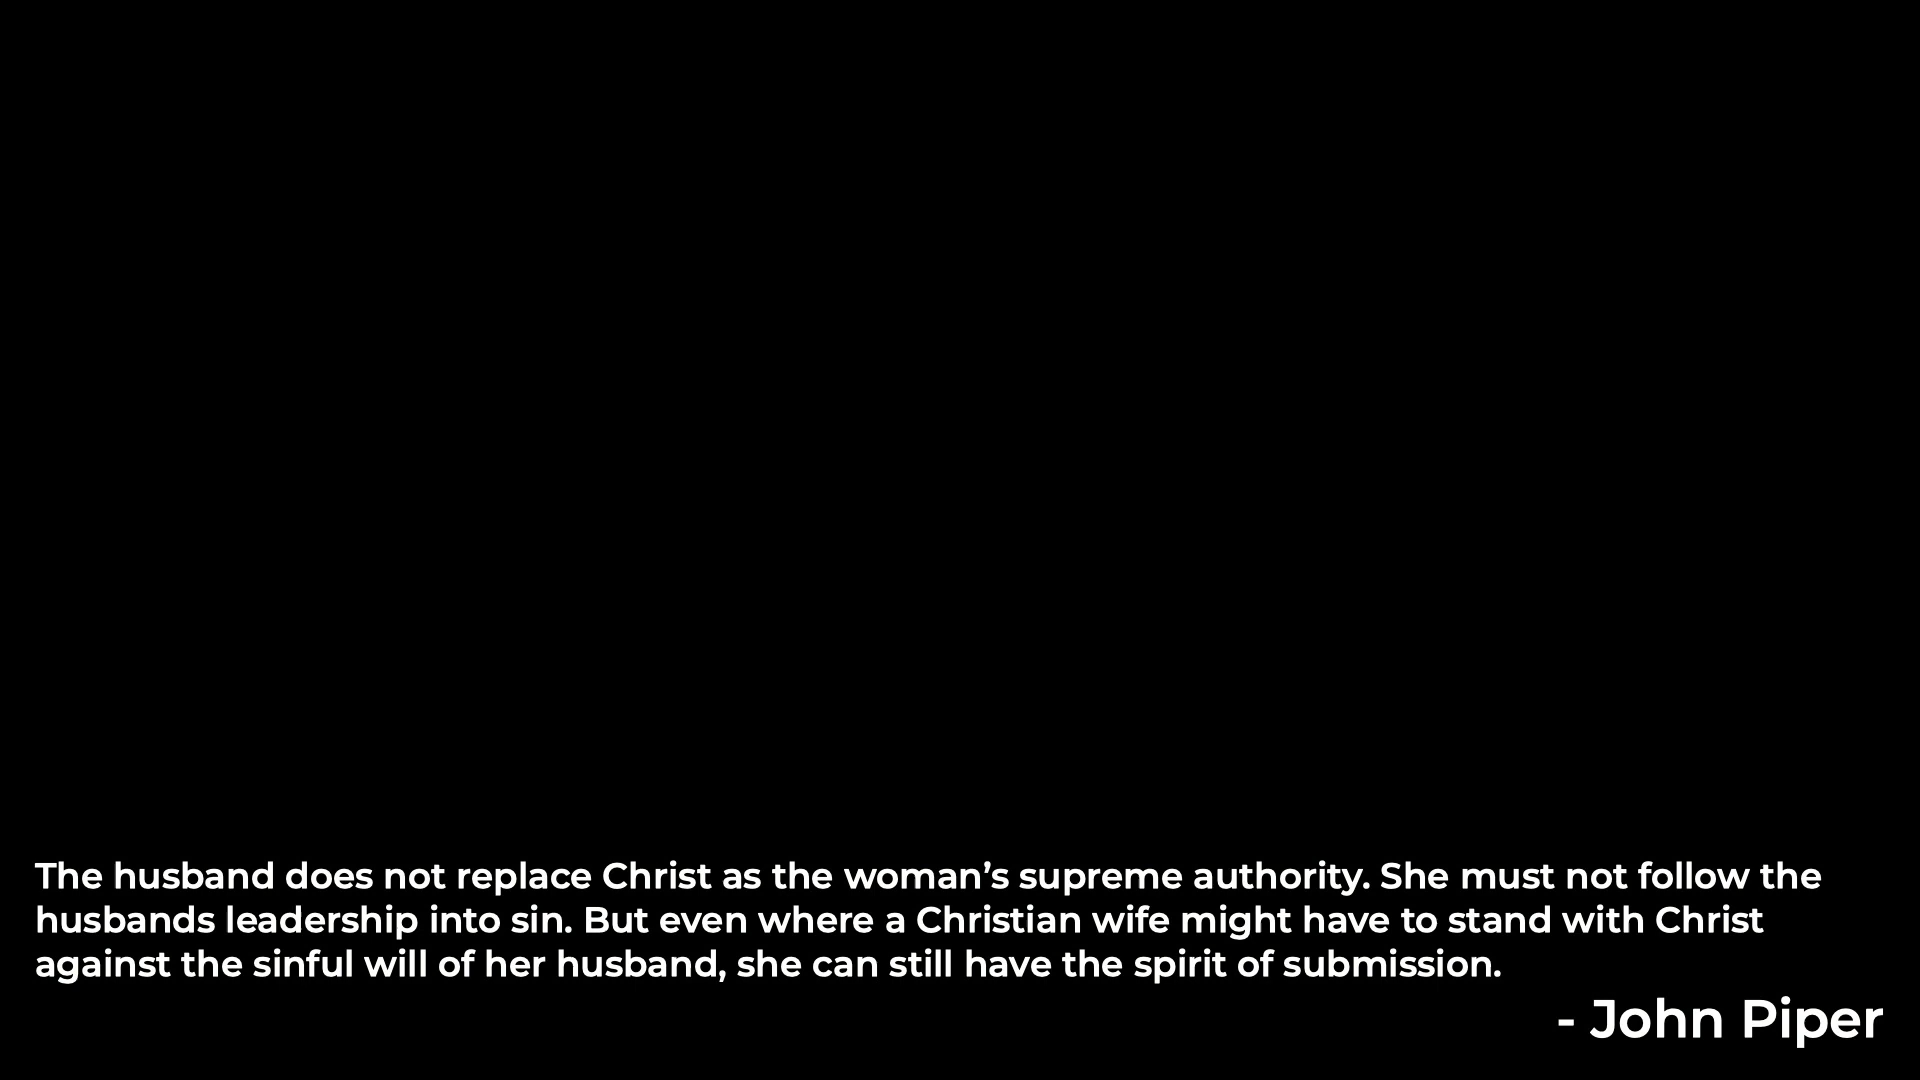 The husband does not replace Christ as the woman’s supreme authority. She must not follow the
husbands leadership into sin. But even where a Christian wife might have to stand with Christ
against the sinful will of her husband, she can still have the spirit of submission.
- John Piper